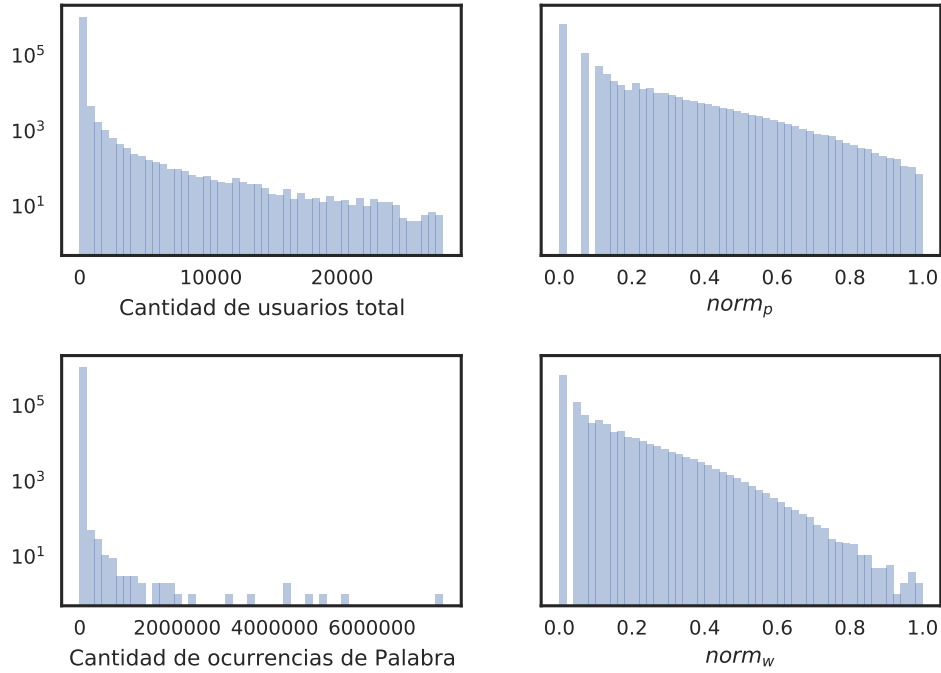 10^5
10^3
10^1
0 10000 20000
Cantidad de usuarios total
0.0 0.2 0.4 0.6 0.8 1.0
norm_p
10^5
10^3
10^1
0 2000000 4000000 6000000
Cantidad de ocurrencias de Palabra
0.0 0.2 0.4 0.6 0.8 1.0
norm_w